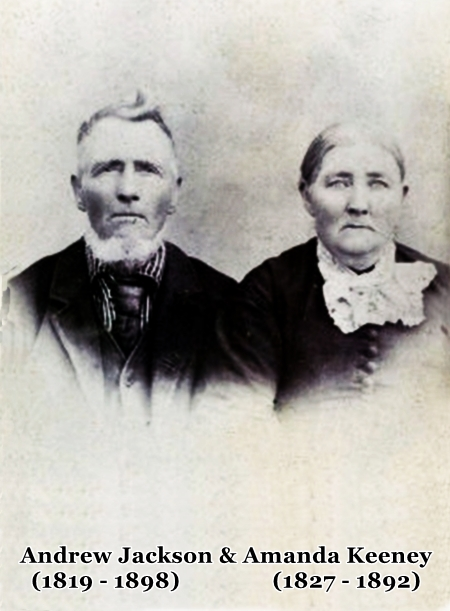 Andrew Jackson & Amanda Keeney
(1819 - 1898) (1827 - 1892)